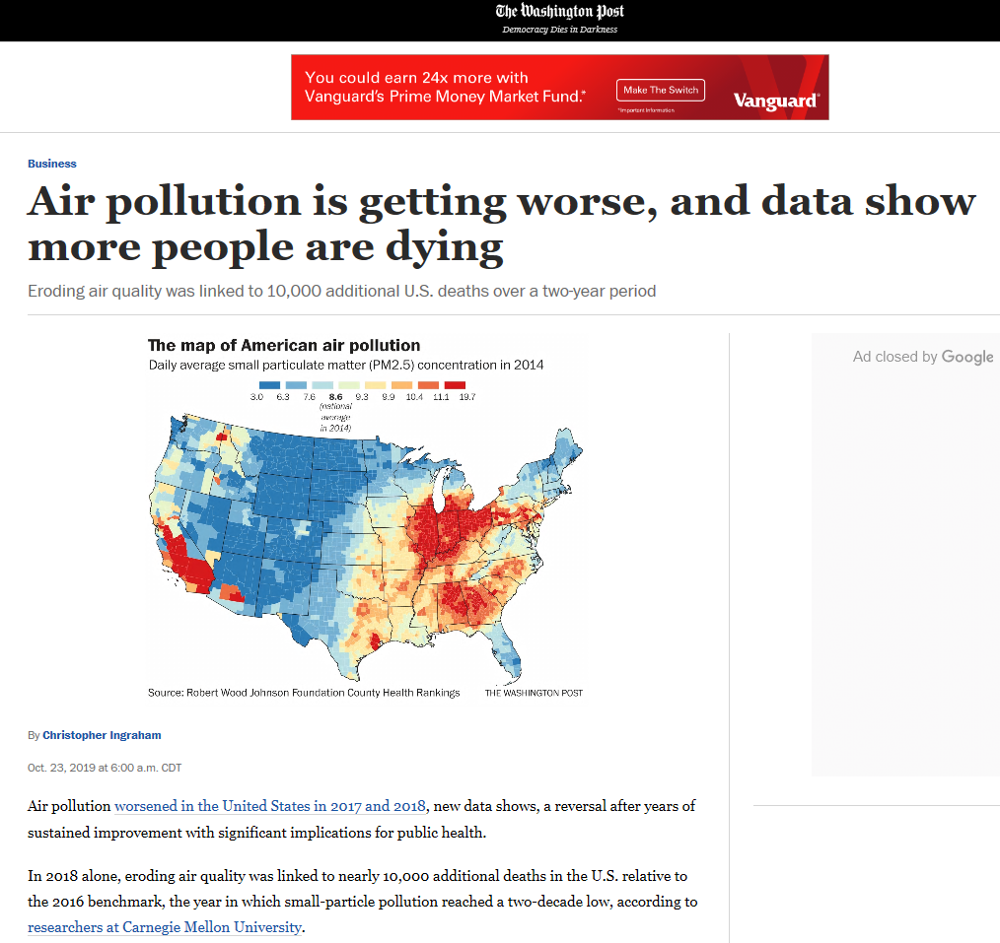 The Washington Post
Democracy Dies in Darkness
You could earn 24x more with
Vanguard's Prime Money Market Fund.*
Make The Switch
*Important Information
Vanguard®
Business
Air pollution is getting worse, and data show
more people are dying
Eroding air quality was linked to 10,000 additional U.S. deaths over a two-year period
The map of American air pollution
Daily average small particulate matter (PM2.5) concentration in 2014
3.0 6.3 7.6 8.6 9.3 9.9 10.4 11.1 19.7
(national
average
in 2014)
Source: Robert Wood Johnson Foundation County Health Rankings THE WASHINGTON POST
Ad closed by Google
By Christopher Ingraham
Oct. 23, 2019 at 6:00 a.m. CDT
Air pollution worsened in the United States in 2017 and 2018, new data shows, a reversal after years of
sustained improvement with significant implications for public health.
In 2018 alone, eroding air quality was linked to nearly 10,000 additional deaths in the U.S. relative to
the 2016 benchmark, the year in which small-particle pollution reached a two-decade low, according to
researchers at Carnegie Mellon University.